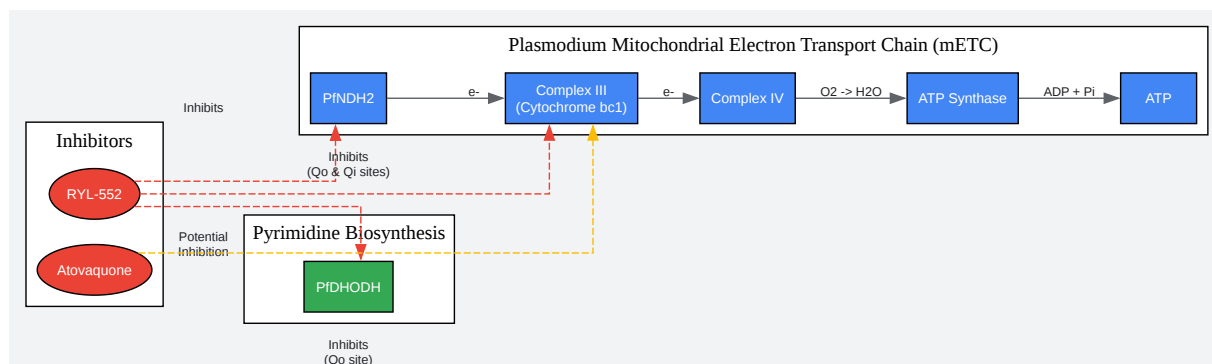 Plasmodium Mitochondrial Electron Transport Chain (mETC)
PfNDH2
e-
Complex III
(Cytochrome bc1)
e-
Complex IV
O2 -> H2O
ATP Synthase
ADP + Pi
ATP
Inhibits
Inhibitors
RYL-552
Atovaquone
Inhibits
(Qo & Qi sites)
Potential
Inhibition
Pyrimidine Biosynthesis
PfDHODH
Inhibits
(Qo site)